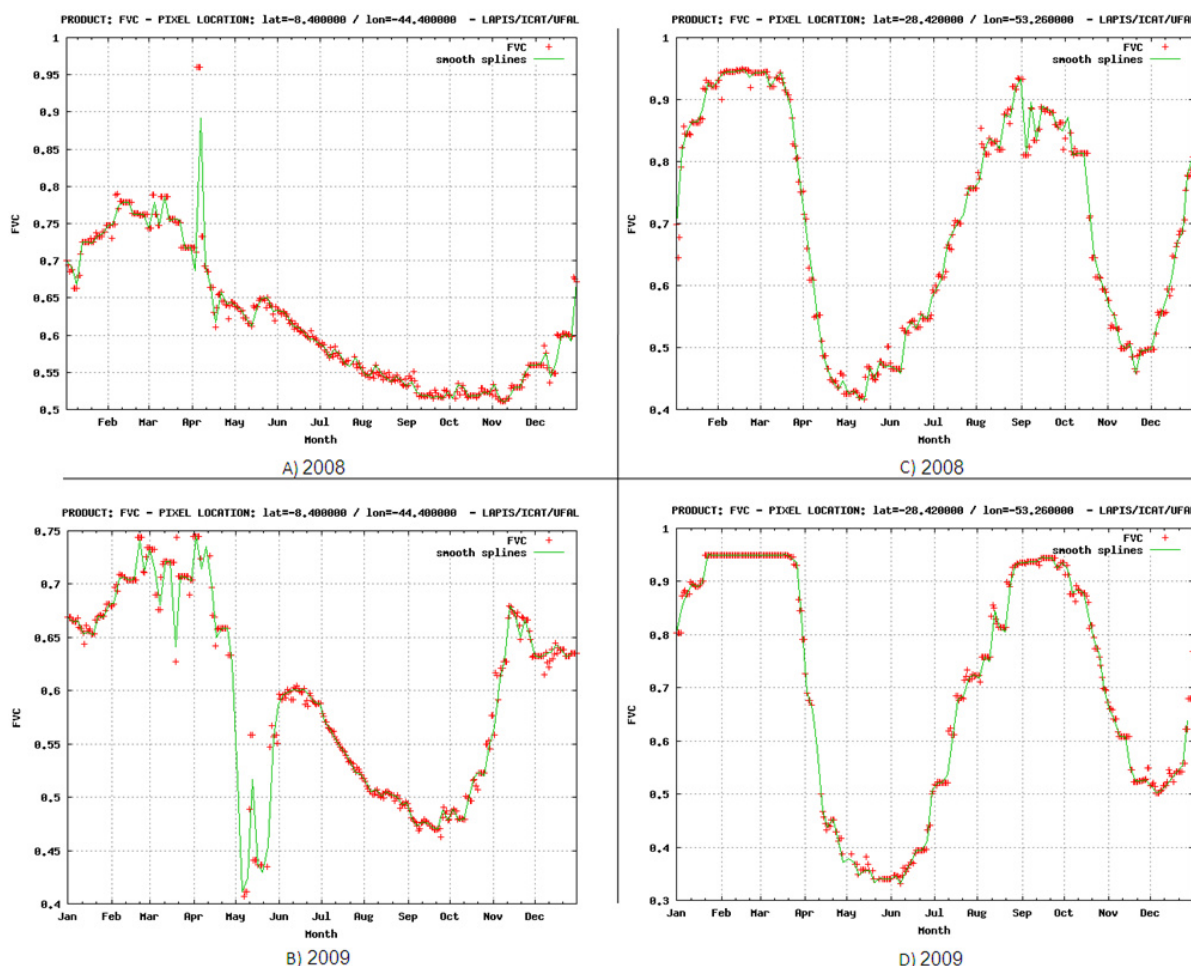 PRODUCT: FVC - PIXEL LOCATION: lat=-8.400000 / lon=-44.400000 - LAPIS/ICAT/UFAL
FVC
smooth splines
1
0.95
0.9
0.85
0.8
0.75
0.7
0.65
0.6
0.55
0.5
FVC
Feb Mar Apr May Jun Jul Aug Sep Oct Nov Dec
Month
A) 2008
PRODUCT: FVC - PIXEL LOCATION: lat=-28.420000 / lon=-53.260000 - LAPIS/ICAT/UFAL
FVC
smooth splines
1
0.9
0.8
0.7
0.6
0.5
0.4
FVC
Feb Mar Apr May Jun Jul Aug Sep Oct Nov Dec
Month
C) 2008
PRODUCT: FVC - PIXEL LOCATION: lat=-8.400000 / lon=-44.400000 - LAPIS/ICAT/UFAL
FVC
smooth splines
0.75
0.7
0.65
0.6
0.55
0.5
0.45
0.4
FVC
Jan Feb Mar Apr May Jun Jul Aug Sep Oct Nov Dec
Month
B) 2009
PRODUCT: FVC - PIXEL LOCATION: lat=-28.420000 / lon=-53.260000 - LAPIS/ICAT/UFAL
FVC
smooth splines
1
0.9
0.8
0.7
0.6
0.5
0.4
0.3
FVC
Jan Feb Mar Apr May Jun Jul Aug Sep Oct Nov Dec
Month
D) 2009